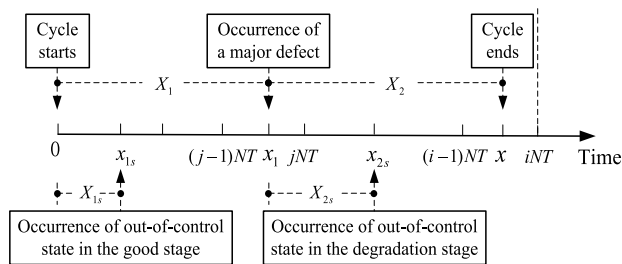 Cycle starts
Occurrence of a major defect
Cycle ends
X₁
X₂
0
x₁ₛ
(j−1)NT
x₁
jNT
x₂ₛ
(i−1)NT
x
iNT
Time
X₁ₛ
X₂ₛ
Occurrence of out-of-control state in the good stage
Occurrence of out-of-control state in the degradation stage